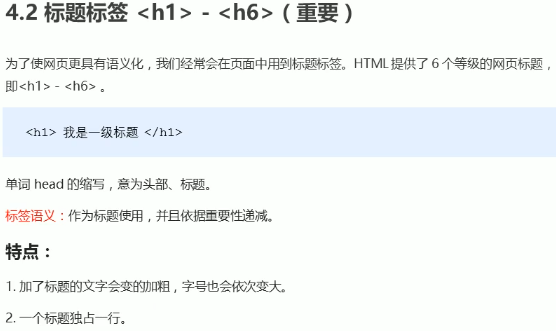 4.2 标题标签 <h1> - <h6>（重要）
为了使网页更具有语义化，我们经常会在页面中用到标题标签。HTML 提供了 6 个等级的网页标题，
即<h1> - <h6> 。
<h1> 我是一级标题 </h1>
单词 head 的缩写，意为头部、标题。
标签语义：作为标题使用，并且依据重要性递减。
特点：
1. 加了标题的文字会变的加粗，字号也会依次变大。
2. 一个标题独占一行。